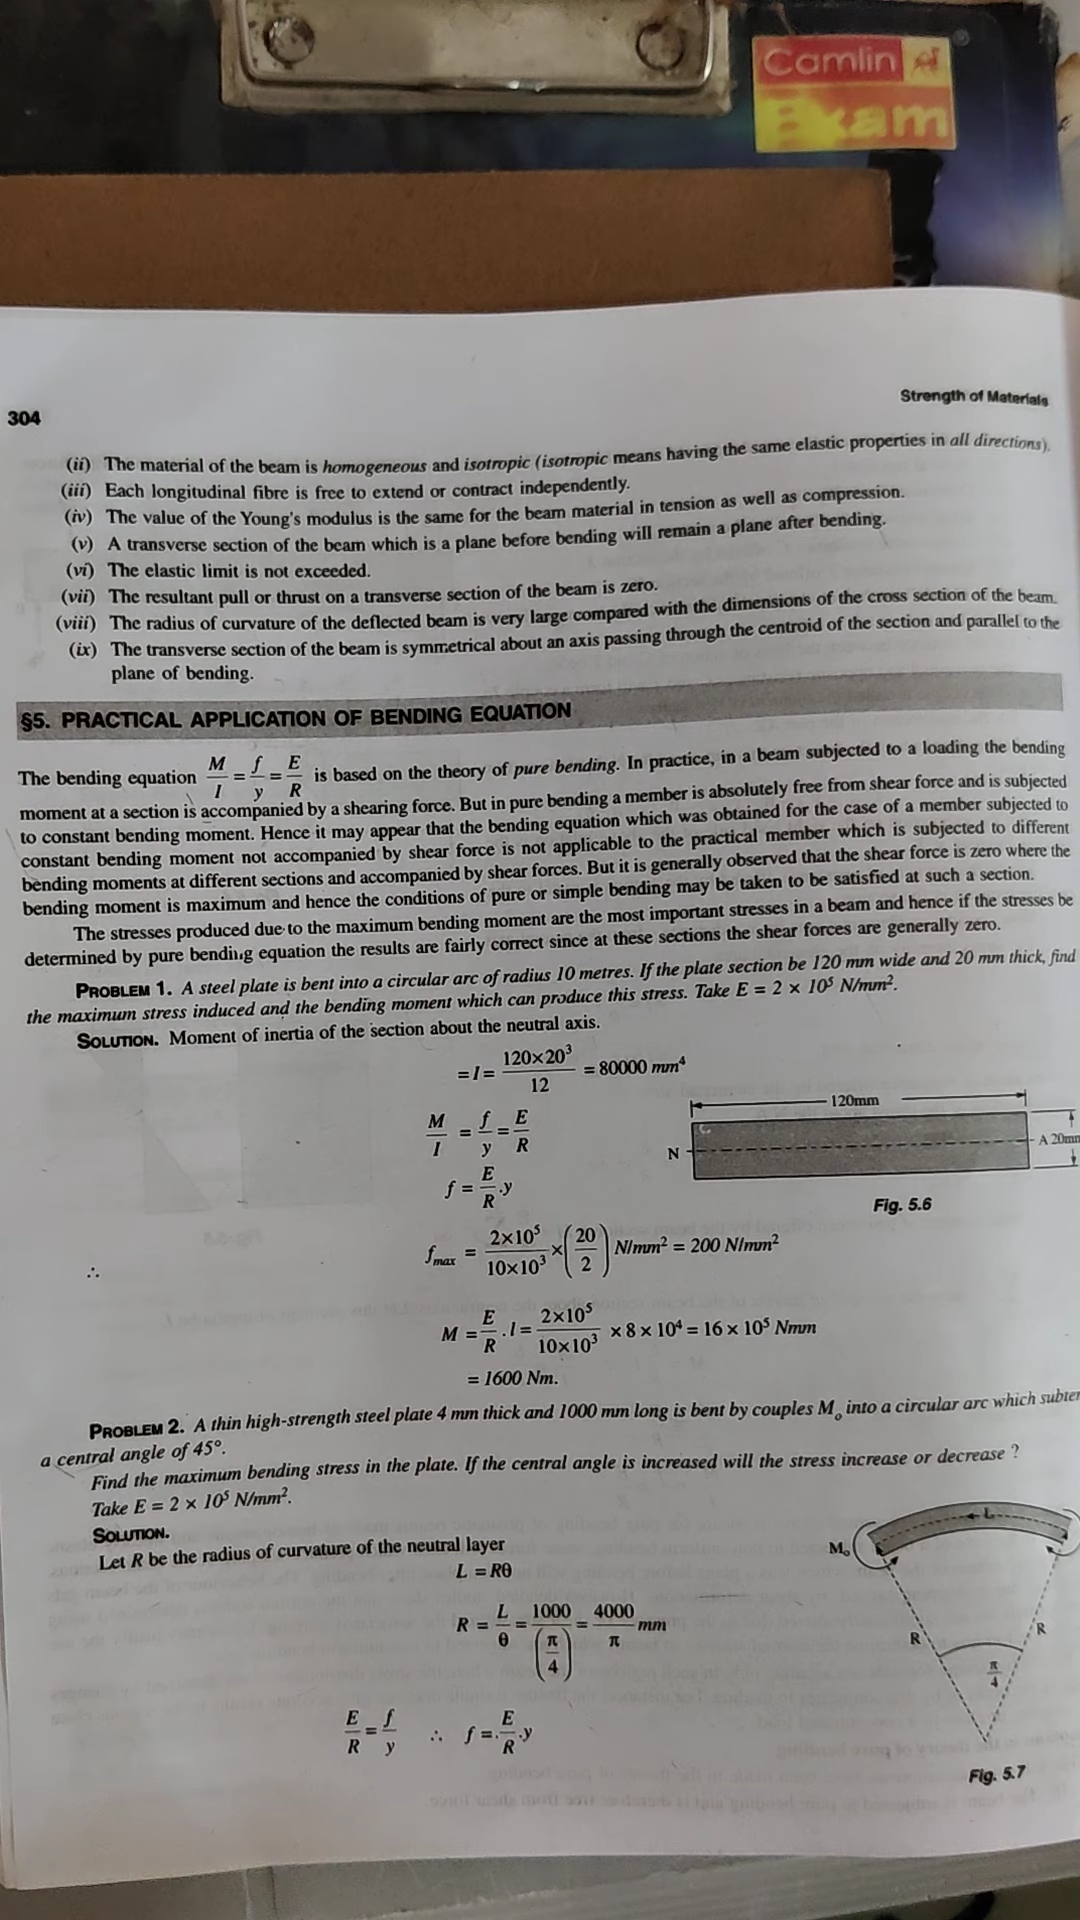 Camlin
Exam
304
Strength of Materials
(ii) The material of the beam is homogeneous and isotropic (isotropic means having the same elastic properties in all directions).
(iii) Each longitudinal fibre is free to extend or contract independently.
(iv) The value of the Young's modulus is the same for the beam material in tension as well as compression.
(v) A transverse section of the beam which is a plane before bending will remain a plane after bending.
(vi) The elastic limit is not exceeded.
(vii) The resultant pull or thrust on a transverse section of the beam is zero.
(viii) The radius of curvature of the deflected beam is very large compared with the dimensions of the cross section of the beam.
(ix) The transverse section of the beam is symmetrical about an axis passing through the centroid of the section and parallel to the
plane of bending.
§5. PRACTICAL APPLICATION OF BENDING EQUATION
The bending equation M/I = f/y = E/R is based on the theory of pure bending. In practice, in a beam subjected to a loading the bending
moment at a section is accompanied by a shearing force. But in pure bending a member is absolutely free from shear force and is subjected
to constant bending moment. Hence it may appear that the bending equation which was obtained for the case of a member subjected to
constant bending moment not accompanied by shear force is not applicable to the practical member which is subjected to different
bending moments at different sections and accompanied by shear forces. But it is generally observed that the shear force is zero where the
bending moment is maximum and hence the conditions of pure or simple bending may be taken to be satisfied at such a section.
The stresses produced due to the maximum bending moment are the most important stresses in a beam and hence if the stresses be
determined by pure bending equation the results are fairly correct since at these sections the shear forces are generally zero.
PROBLEM 1. A steel plate is bent into a circular arc of radius 10 metres. If the plate section be 120 mm wide and 20 mm thick, find
the maximum stress induced and the bending moment which can produce this stress. Take E = 2 × 10⁵ N/mm².
SOLUTION. Moment of inertia of the section about the neutral axis.
= I = 120×20³/12 = 80000 mm⁴
M/I = f/y = E/R
f = E/R .y
120mm
N
A 20mm
Fig. 5.6
∴ fmax = 2×10⁵/10×10³ × (20/2) N/mm² = 200 N/mm²
M = E/R . I = 2×10⁵/10×10³ × 8 × 10⁴ = 16 × 10⁵ Nmm
= 1600 Nm.
PROBLEM 2. A thin high-strength steel plate 4 mm thick and 1000 mm long is bent by couples Mo into a circular arc which subten
a central angle of 45°.
Find the maximum bending stress in the plate. If the central angle is increased will the stress increase or decrease ?
Take E = 2 × 10⁵ N/mm².
SOLUTION.
Let R be the radius of curvature of the neutral layer
L = Rθ
R = L/θ = 1000/(π/4) = 4000/π mm
E/R = f/y ∴ f = E/R .y
L
Mo
R
R
π/4
Fig. 5.7